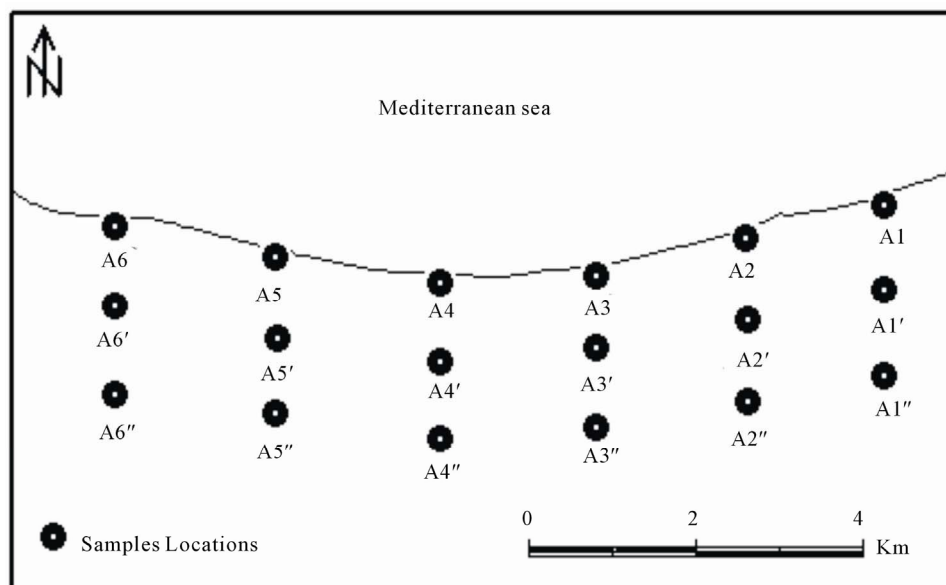 N
Mediterranean sea
A6
A5
A4
A3
A2
A1
A6′
A5′
A4′
A3′
A2′
A1′
A6″
A5″
A4″
A3″
A2″
A1″
0 2 4
Samples Locations
Km